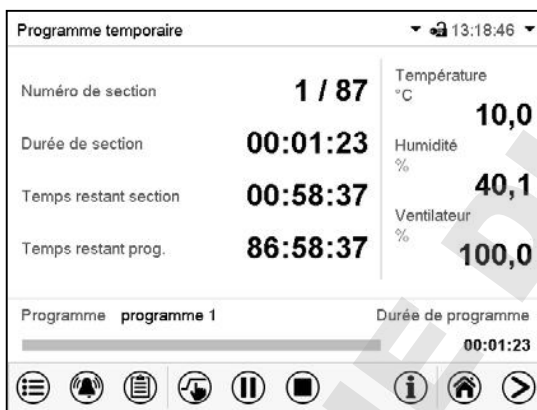 Programme temporaire 13:18:46
Numéro de section 1 / 87
Durée de section 00:01:23
Temps restant section 00:58:37
Temps restant prog. 86:58:37
Température
°C
10,0
Humidité
%
40,1
Ventilateur
%
100,0
Programme programme 1 Durée de programme
00:01:23